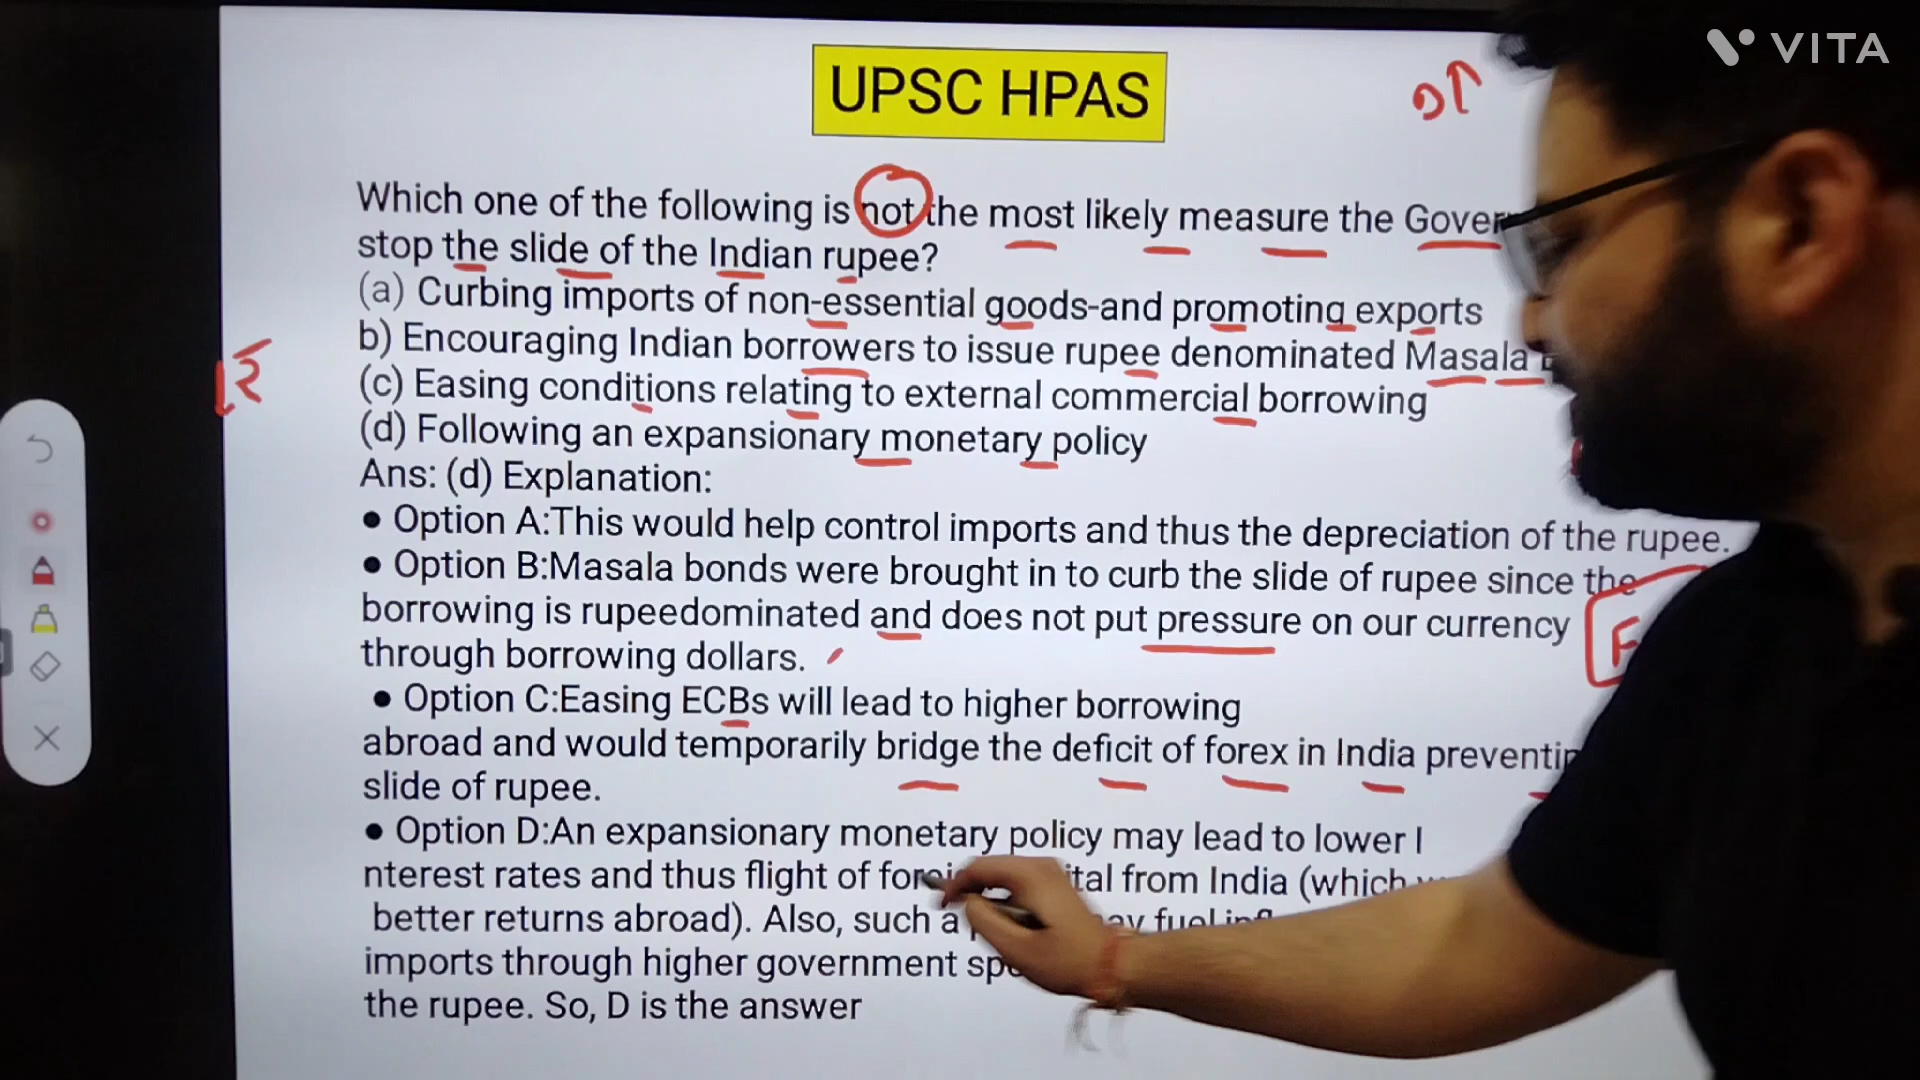 VITA
UPSC HPAS
Which one of the following is not the most likely measure the
stop the slide of the Indian rupee?
(a) Curbing imports of non-essential goods-and promoting exports
b) Encouraging Indian borrowers to issue rupee denominated Masala
(c) Easing conditions relating to external commercial borrowing
(d) Following an expansionary monetary policy
Ans: (d) Explanation:
● Option A:This would help control imports and thus the depreciation of the rupee.
● Option B:Masala bonds were brought in to curb the slide of rupee since the
borrowing is rupeedominated and does not put pressure on our currency
through borrowing dollars.
● Option C:Easing ECBs will lead to higher borrowing
abroad and would temporarily bridge the deficit of forex in India
slide of rupee.
● Option D:An expansionary monetary policy may lead to lower I
nterest rates and thus flight of from India (which
better returns abroad). Also, such a fuel
imports through higher government
the rupee. So, D is the answer